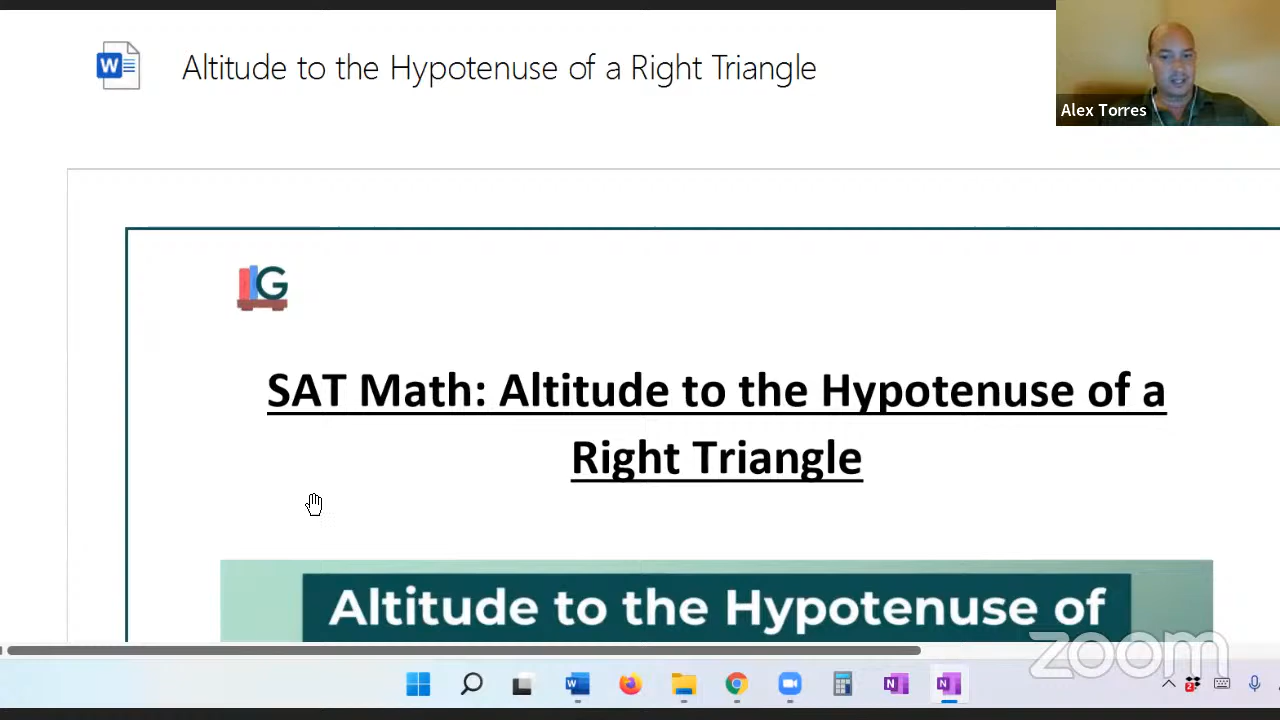 Altitude to the Hypotenuse of a Right Triangle
Alex Torres
G
SAT Math: Altitude to the Hypotenuse of a
Right Triangle
Altitude to the Hypotenuse of
zoom
W
W
N
N
2